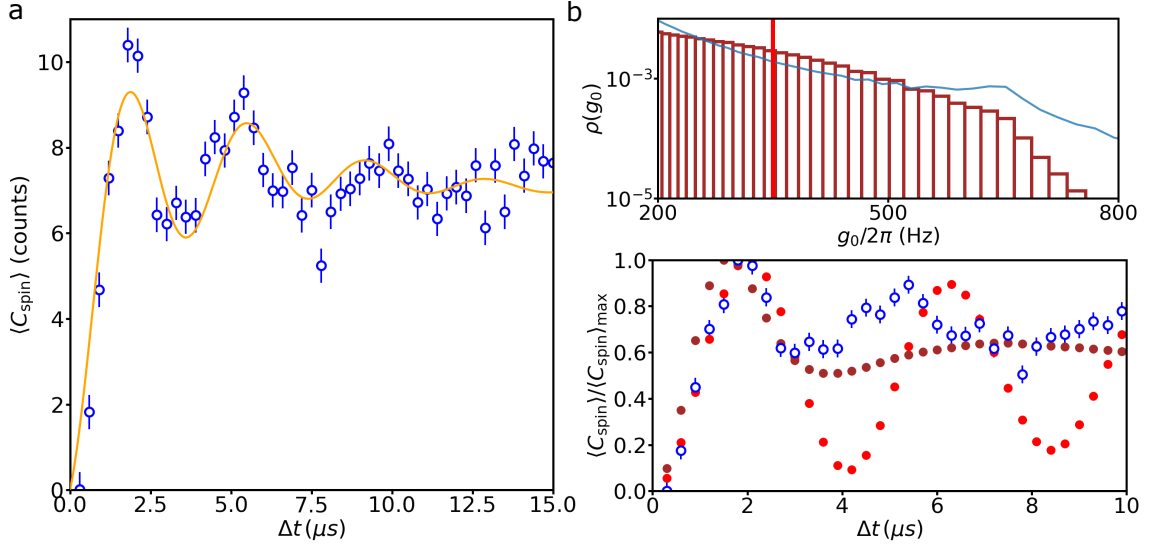 a
10
8
6
4
2
0
⟨C_spin⟩ (counts)
0.0 2.5 5.0 7.5 10.0 12.5 15.0
Δt (μs)
b
10⁻³
10⁻⁵
ρ(g₀)
200 500 800
g₀/2π (Hz)
1.0
0.8
0.6
0.4
0.2
0.0
⟨C_spin⟩/⟨C_spin⟩_max
0 2 4 6 8 10
Δt (μs)